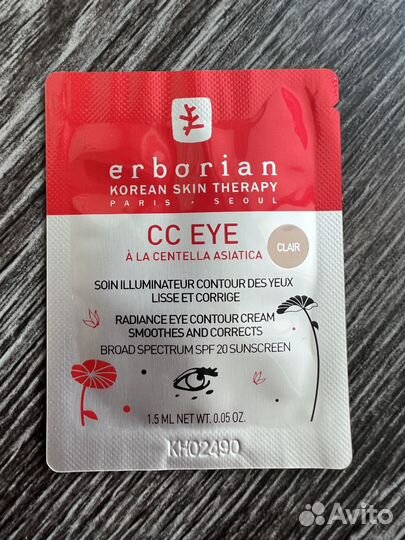 erborian
KOREAN SKIN THERAPY
PARIS · SEOUL
CC EYE
À LA CENTELLA ASIATICA
CLAIR
SOIN ILLUMINATEUR CONTOUR DES YEUX
LISSE ET CORRIGE
RADIANCE EYE CONTOUR CREAM
SMOOTHES AND CORRECTS
BROAD SPECTRUM SPF 20 SUNSCREEN
1.5 ML NET WT. 0.05 OZ.
KH02490
Avito